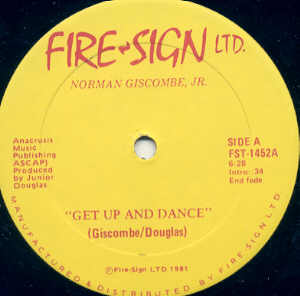 FIRE-SIGN LTD.
NORMAN GISCOMBE, JR.
Anacrusis
Music
Publishing
ASCAP)
Produced
by Junior
Douglas
SIDE A
FST-1452A
6:28
Intro: :34
End fade
"GET UP AND DANCE"
(Giscombe/Douglas)
℗Fire-Sign LTD. 1981
MANUFACTURED & DISTRIBUTED BY FIRE-SIGN LTD.